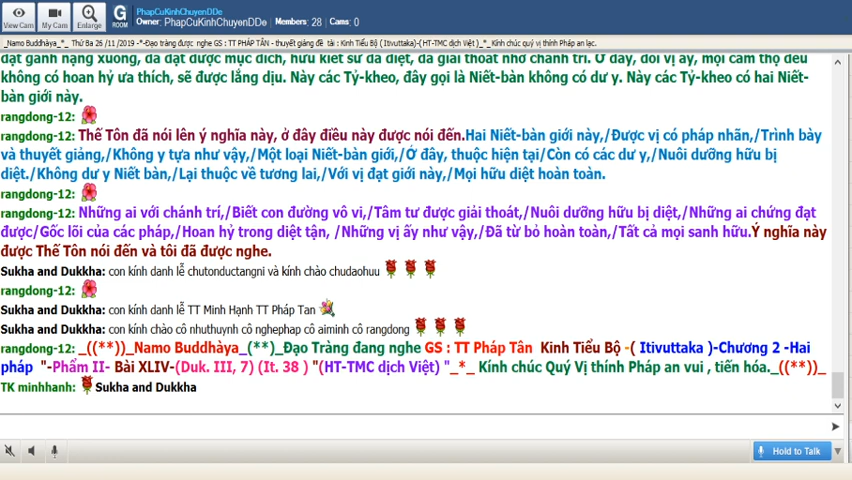 View Cam
My Cam
Enlarge
G
ROOM
PhapCuKinhChuyenDDe
Owner: PhapCuKinhChuyenDDe | Members: 28 | Cams: 0
_Namo Buddhàya_*_ Thứ Ba 26 /11 /2019 -*-Đạo tràng được nghe GS : TT PHÁP TÂN - thuyết giảng đề tài : Kinh Tiểu Bộ ( Itivuttaka)-(HT-TMC dịch Việt )_*_Kính chúc quý vị thính Pháp an lạc.
đặt gánh nặng xuống, đã đạt được mục đích, hữu kiết sử đã diệt, đã giải thoát nhờ chánh trí. Ở đây, đối vị ấy, mọi cảm thọ đều
không có hoan hỷ ưa thích, sẽ được lắng dịu. Này các Tỷ-kheo, đây gọi là Niết-bàn không có dư y. Này các Tỷ-kheo có hai Niết-
bàn giới này.
rangdong-12:
rangdong-12: Thế Tôn đã nói lên ý nghĩa này, ở đây điều này được nói đến.Hai Niết-bàn giới này,/Được vị có pháp nhãn,/Trình bày
và thuyết giảng,/Không y tựa như vậy,/Một loại Niết-bàn giới,/Ở đây, thuộc hiện tại/Còn có các dư y,/Nuôi dưỡng hữu bị
diệt./Không dư y Niết bàn,/Lại thuộc về tương lai,/Với vị đạt giới này,/Mọi hữu diệt hoàn toàn.
rangdong-12:
rangdong-12: Những ai với chánh trí,/Biết con đường vô vi,/Tâm tư được giải thoát,/Nuôi dưỡng hữu bị diệt,/Những ai chứng đạt
được/Gốc lõi của các pháp,/Hoan hỷ trong diệt tận, /Những vị ấy như vậy,/Đã từ bỏ hoàn toàn,/Tất cả mọi sanh hữu.Ý nghĩa này
được Thế Tôn nói đến và tôi đã được nghe.
Sukha and Dukkha: con kính danh lễ chutonductangni và kính chào chudaohuu
rangdong-12:
Sukha and Dukkha: con kính danh lễ TT Minh Hạnh TT Pháp Tan
Sukha and Dukkha: con kính chào cô nhuthuynh cô nghephap cô aiminh cô rangdong
rangdong-12: _((**))_Namo Buddhàya_(**)_Đạo Tràng đang nghe GS : TT Pháp Tân Kinh Tiểu Bộ -( Itivuttaka )-Chương 2 -Hai
pháp "-Phẩm II- Bài XLIV-(Duk. III, 7) (It. 38 ) "(HT-TMC dịch Việt) "_*_ Kính chúc Quý Vị thính Pháp an vui , tiến hóa._((**))_
TK minhhanh: Sukha and Dukkha
Hold to Talk